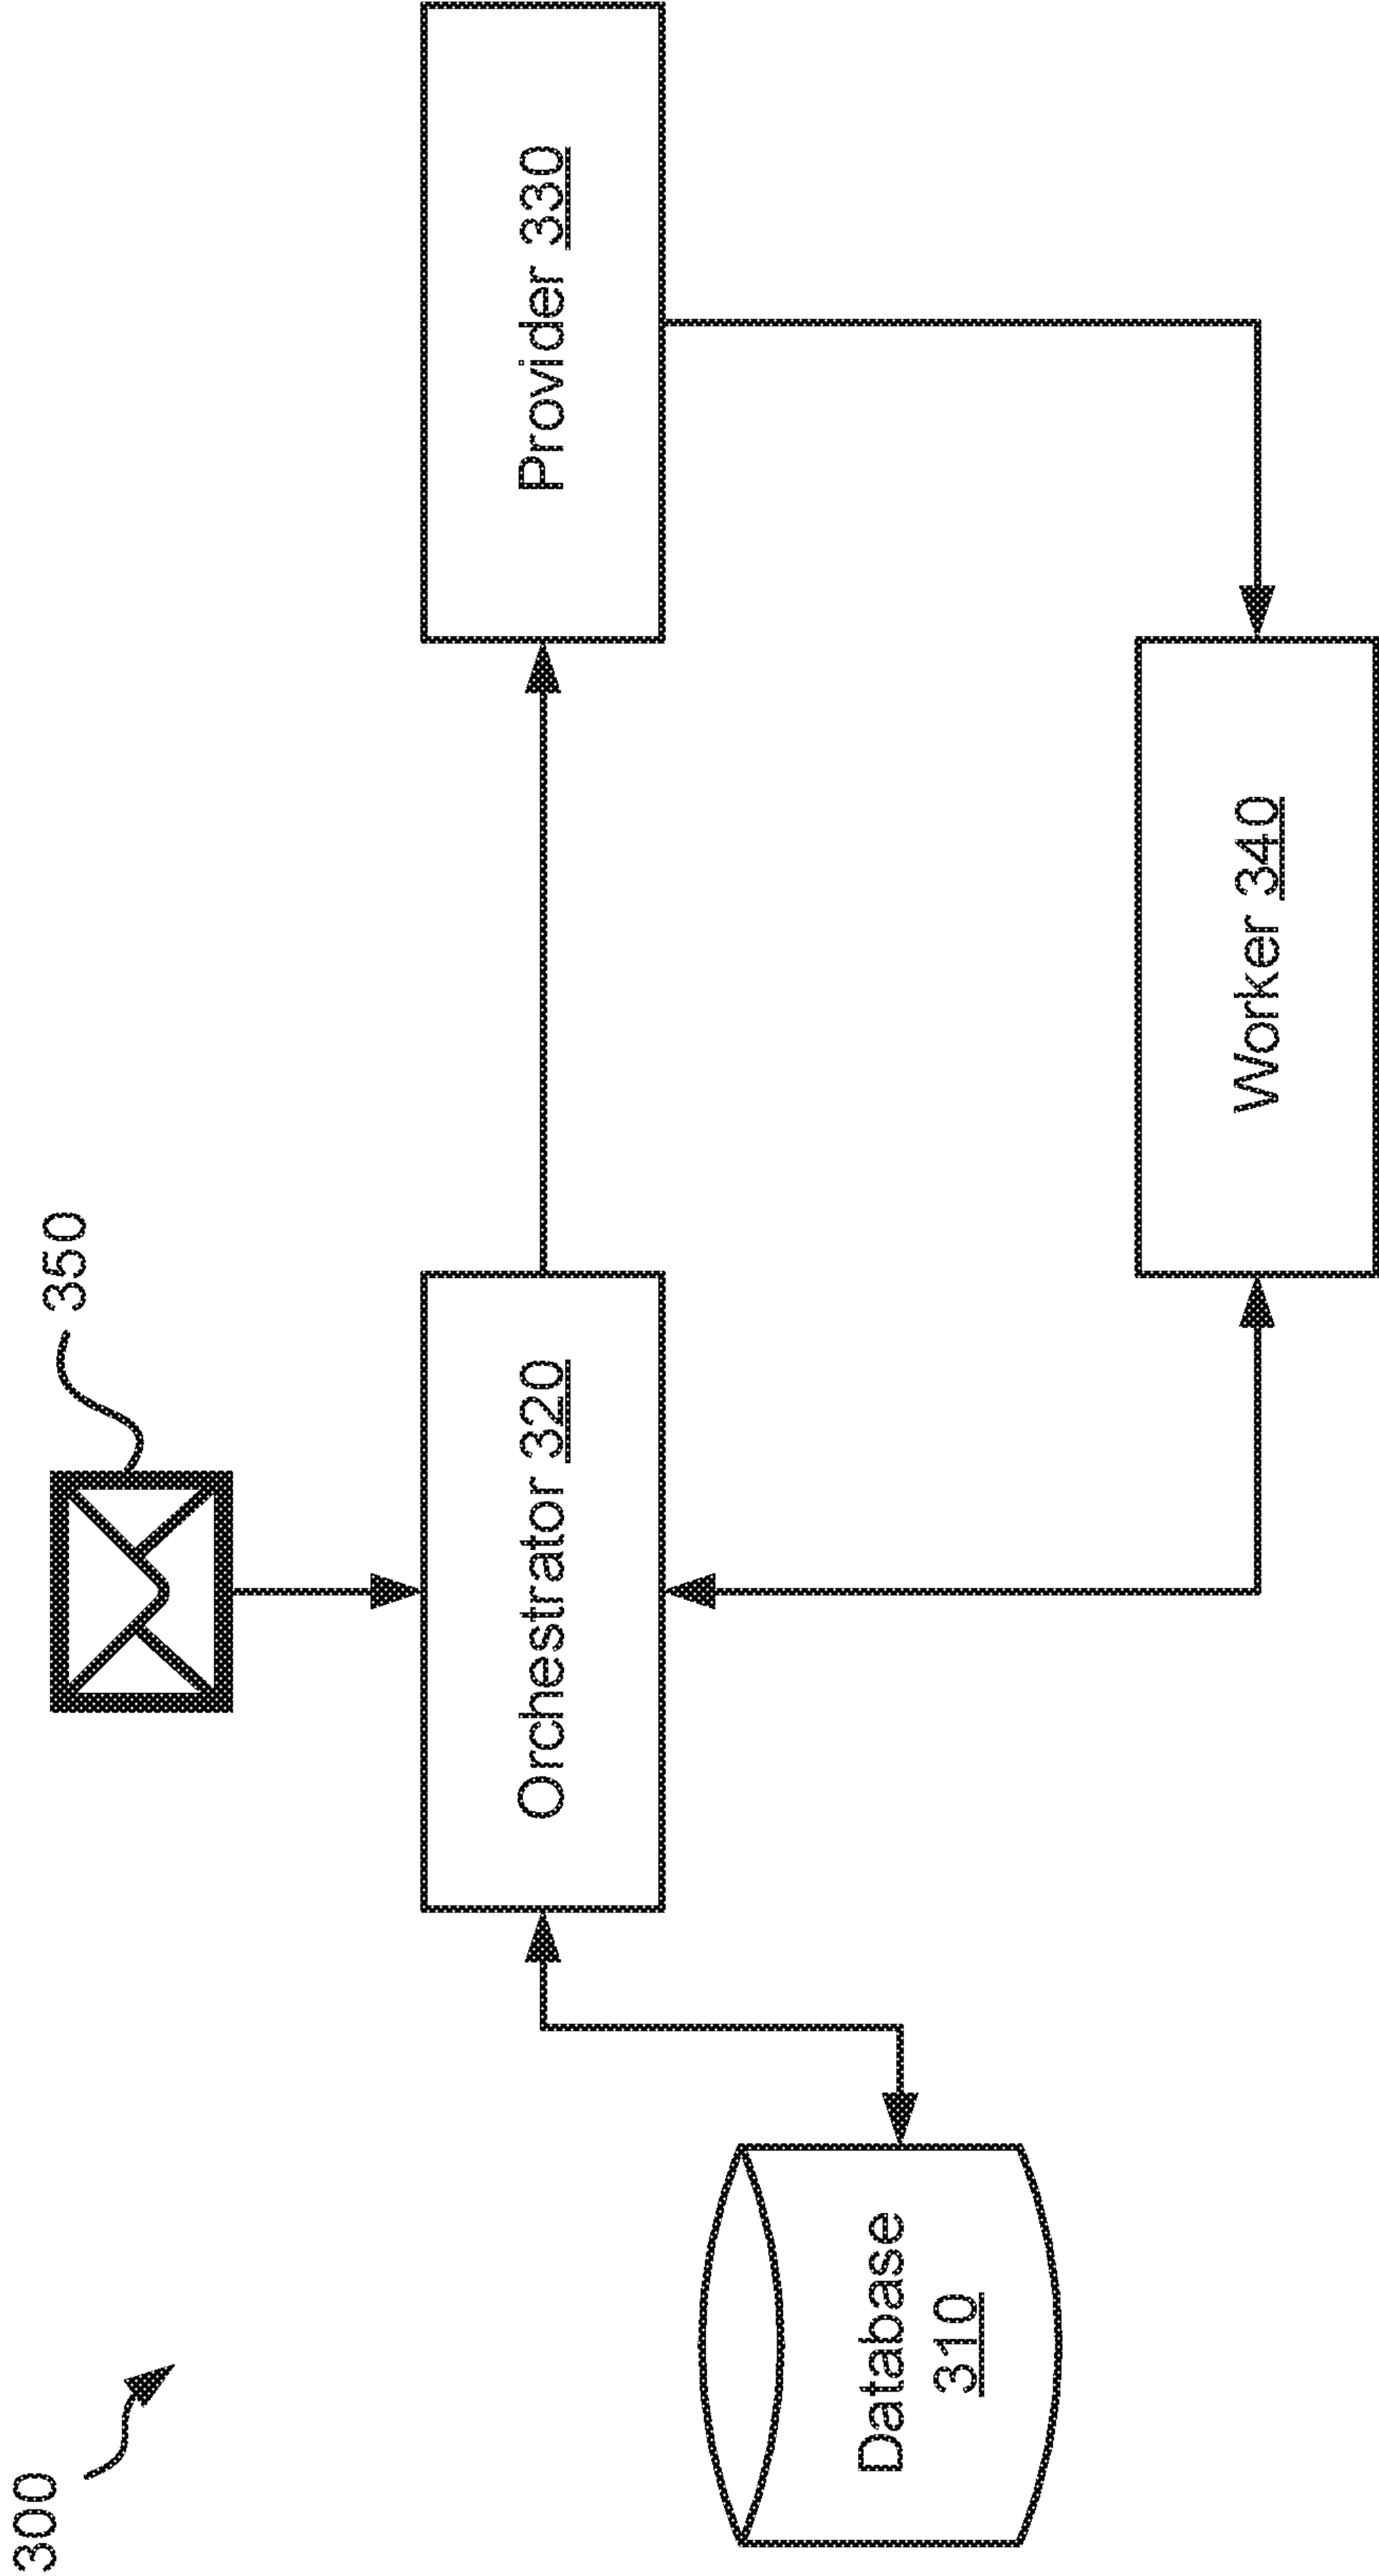 300
350
Orchestrator 320
Provider 330
Database
310
Worker 340